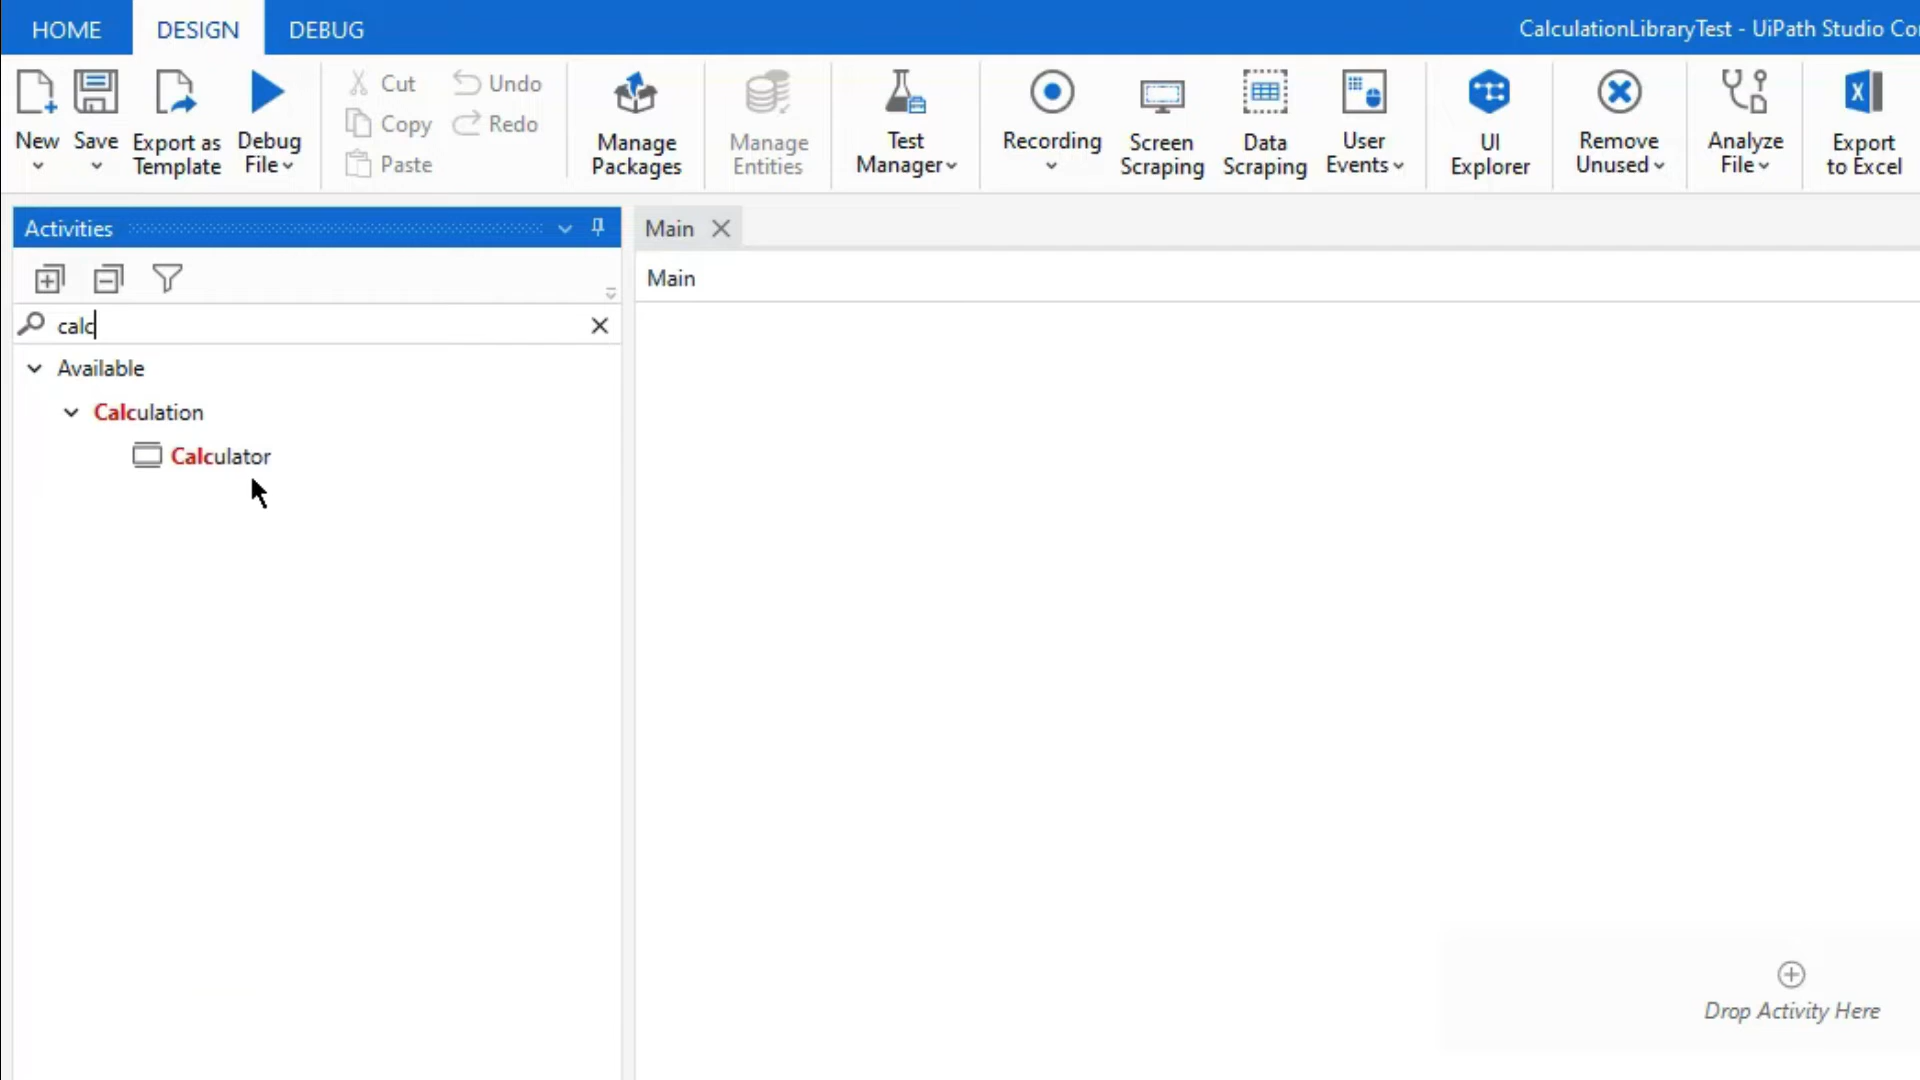 HOME DESIGN DEBUG CalculationLibraryTest - UiPath Studio Co
New Save Export as Template Debug File Cut Copy Paste Undo Redo Manage Packages Manage Entities Test Manager Recording Screen Scraping Data Scraping User Events UI Explorer Remove Unused Analyze File Export to Excel
Activities
Main
Main
calc
Available
Calculation
Calculator
Drop Activity Here